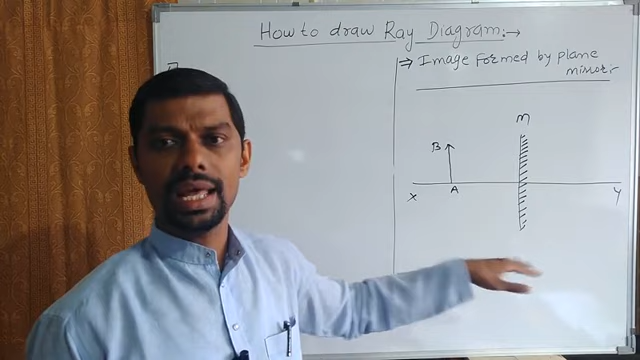 How to draw Ray Diagram:→
⇒ Image formed by plane
mirror
M
B
A
X
Y